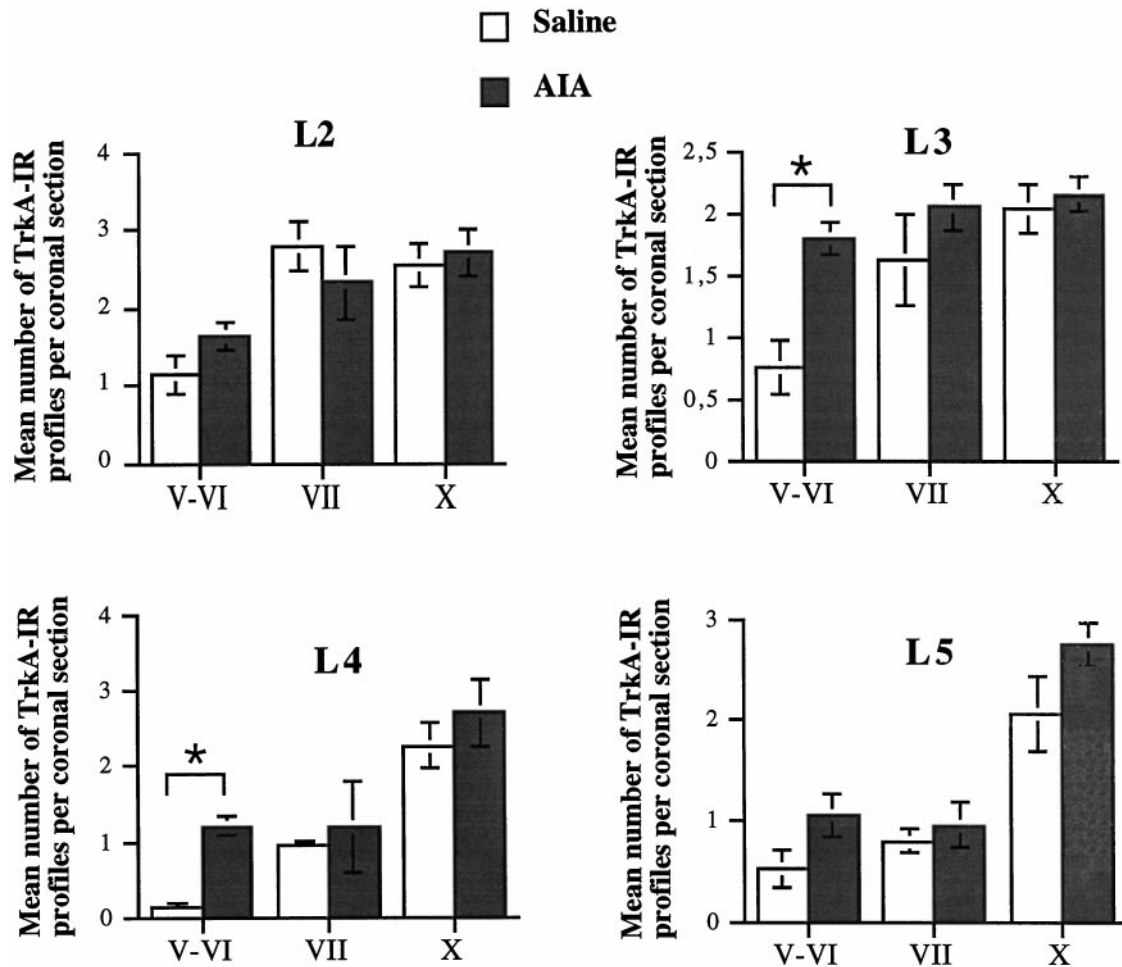 Saline
AIA
L2
Mean number of TrkA-IR
profiles per coronal section
4
3
2
1
0
V-VI VII X
L3
Mean number of TrkA-IR
profiles per coronal section
2,5
2
1,5
1
0,5
0
*
V-VI VII X
L4
Mean number of TrkA-IR
profiles per coronal section
4
3
2
1
0
*
V-VI VII X
L5
Mean number of TrkA-IR
profiles per coronal section
3
2
1
0
V-VI VII X